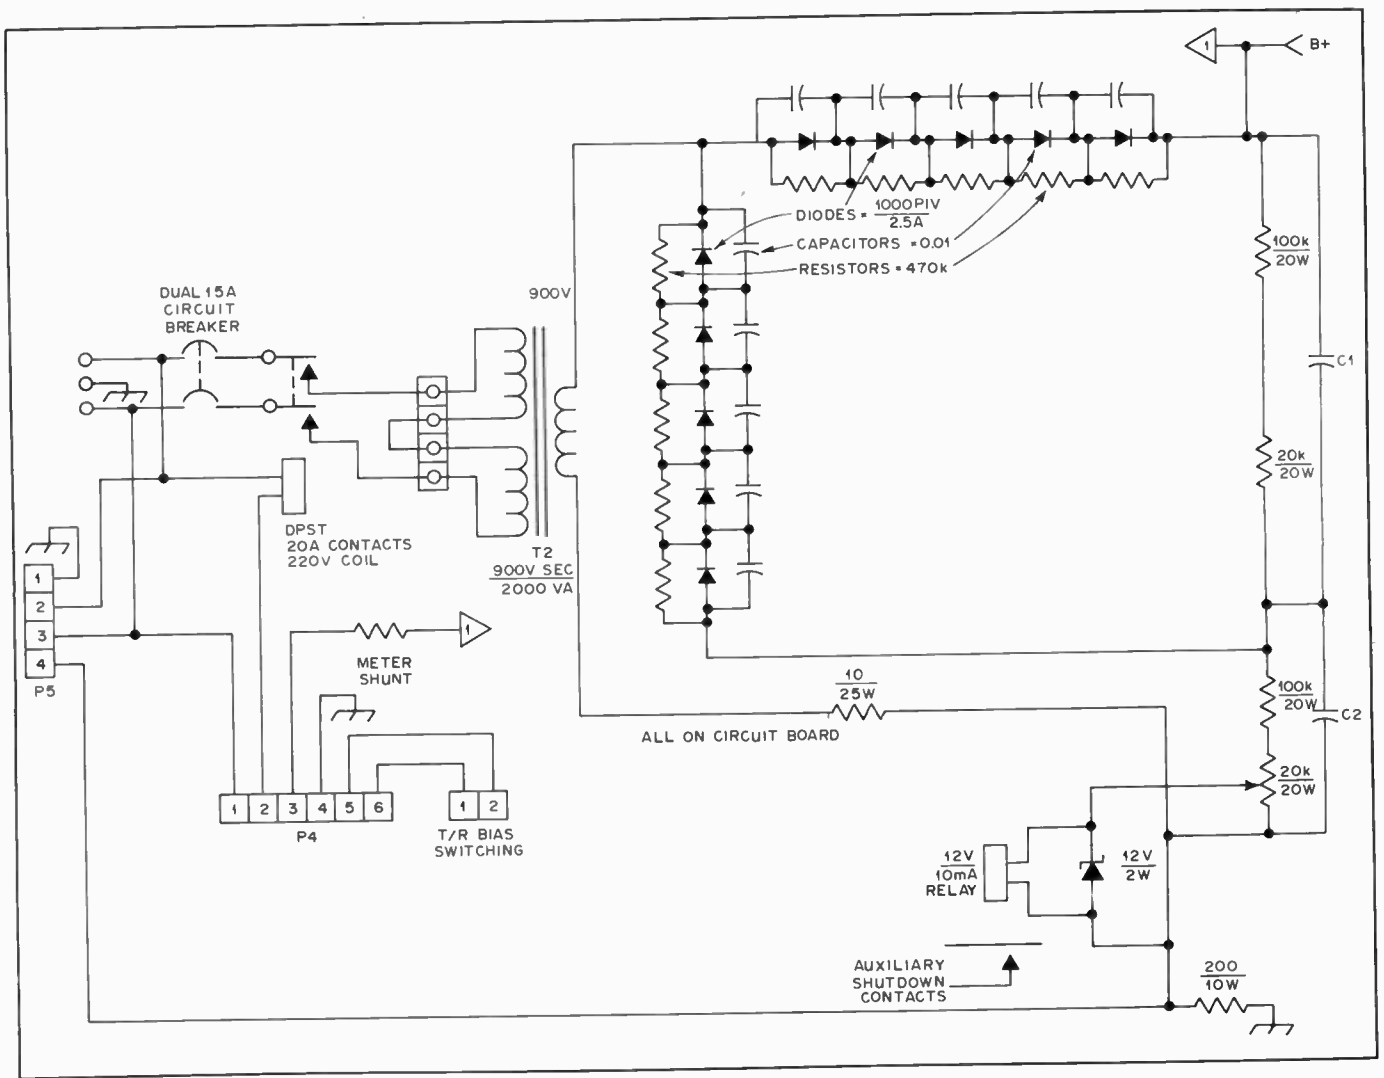 1
B+
DIODES = 1000PIV
2.5A
CAPACITORS = 0.01
RESISTORS = 470k
100k
20W
900V
DUAL 15A
CIRCUIT
BREAKER
C1
20k
20W
DPST
20A CONTACTS
220V COIL
T2
900V SEC
2000 VA
1
2
3
4
P5
1
METER
SHUNT
10
25W
100k
20W
C2
ALL ON CIRCUIT BOARD
20k
20W
1 2 3 4 5 6
P4
1 2
T/R BIAS
SWITCHING
12V
10mA
RELAY
12V
2W
AUXILIARY
SHUTDOWN
CONTACTS
200
10W